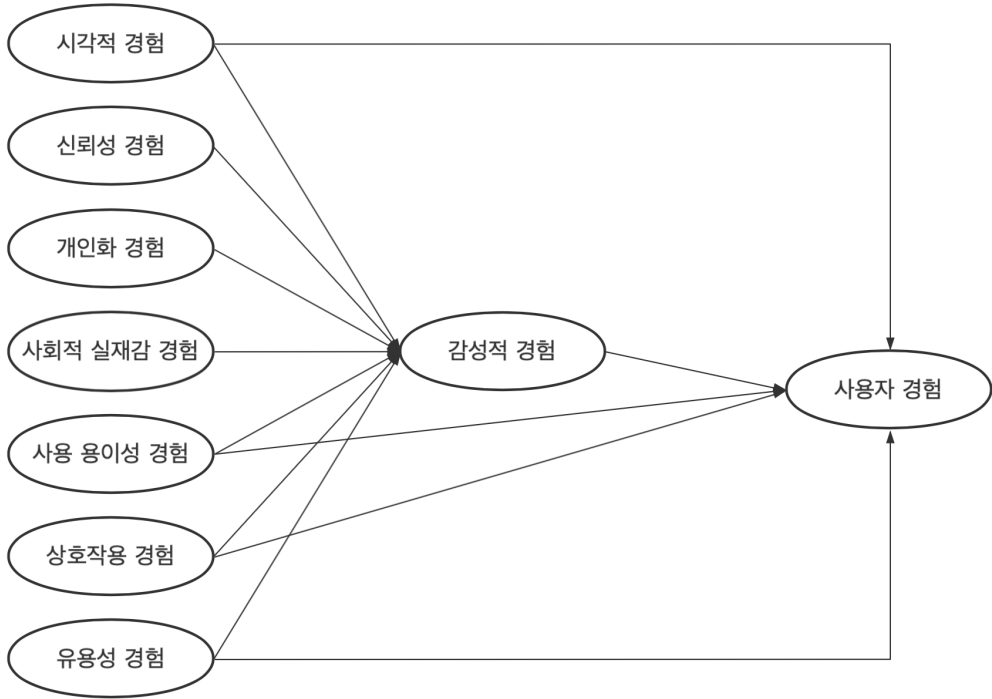 시각적 경험
신뢰성 경험
개인화 경험
사회적 실재감 경험
사용 용이성 경험
상호작용 경험
유용성 경험
감성적 경험
사용자 경험